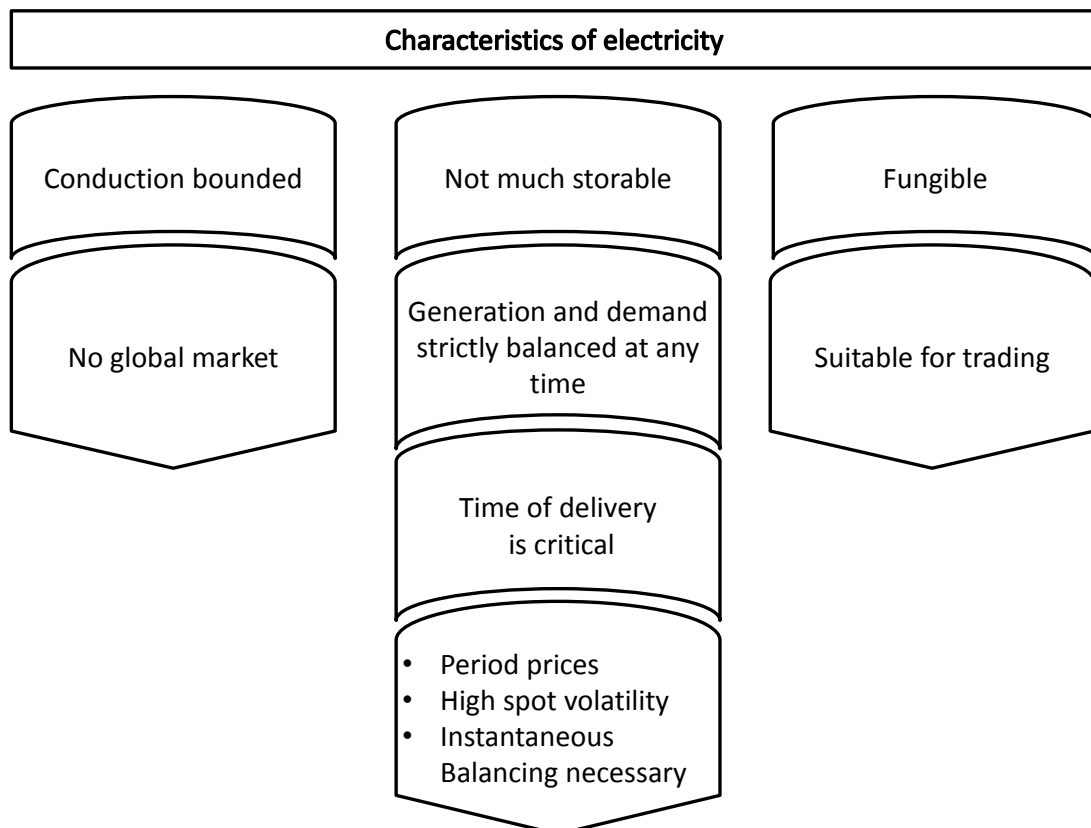 Characteristics of electricity
Conduction bounded
No global market
Not much storable
Generation and demand
strictly balanced at any
time
Time of delivery
is critical
• Period prices
• High spot volatility
• Instantaneous
Balancing necessary
Fungible
Suitable for trading